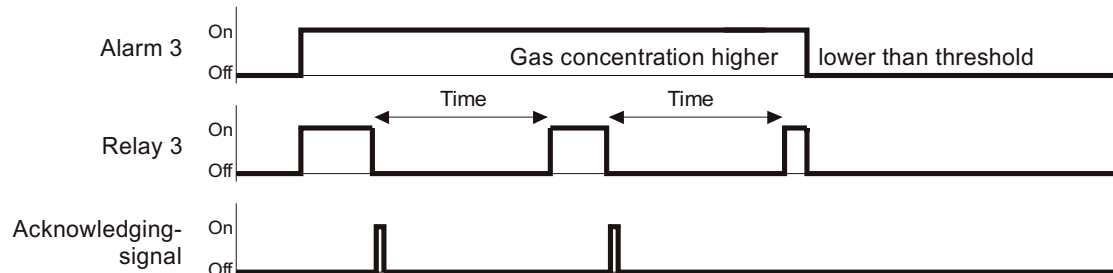 On
Alarm 3
Gas concentration higher lower than threshold
Off
Time Time
On
Relay 3
Off
On
Acknowledging-
signal
Off